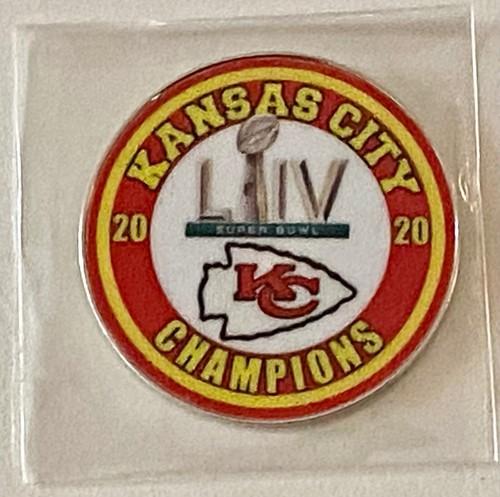 KANSAS CITY
LIV
SUPER BOWL
20 20
KC
CHAMPIONS